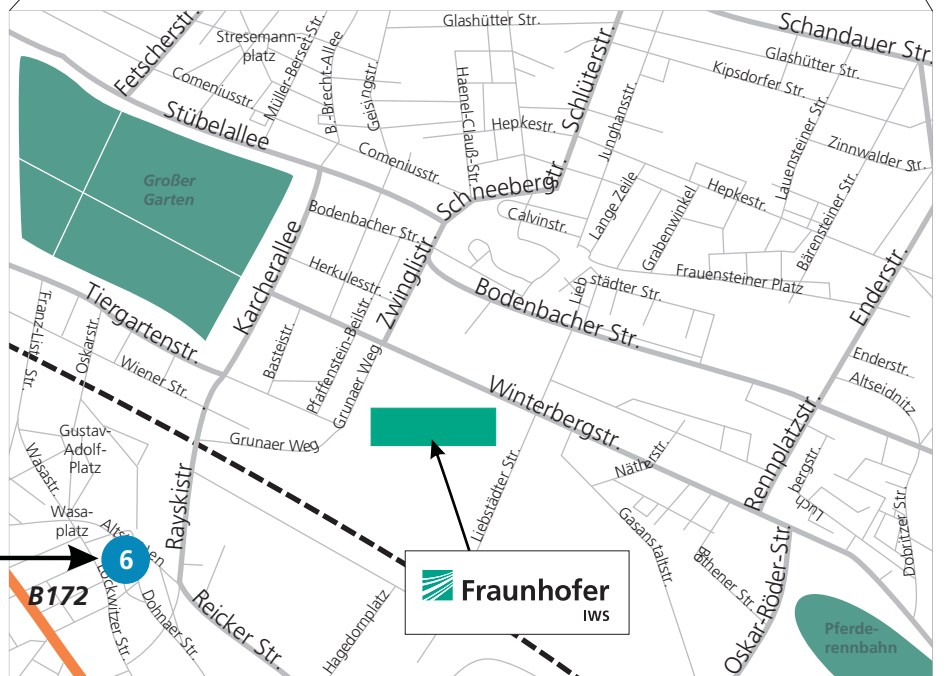 Glashütter Str.
Schandauer Str.
Fetscherstr.
Stresemann-
platz
Müller-Berset-Str.
B.-Brecht-Allee
Geisingstr.
Haenel-Clauß-Str.
Schlüterstr.
Glashütter Str.
Kipsdorfer Str.
Comeniusstr.
Stübelallee
Hepkestr.
Junghansstr.
Lauensteiner Str.
Zinnwalder Str.
Comeniusstr.
Großer
Garten
Schneebergstr.
Lange Zeile
Grabenwinkel
Hepkestr.
Bärensteiner Str.
Bodenbacher Str.
Calvinstr.
Karcherallee
Herkulesstr.
Zwinglistr.
Frauensteiner Platz
Liebstädter Str.
Enderstr.
Bodenbacher Str.
Tiergartenstr.
Franz-Liszt-Str.
Oskarstr.
Basteistr.
Pfaffenstein-Beilstr.
Grunaer Weg
Wiener Str.
Enderstr.
Altseidnitz
Winterbergstr.
Grunaer Weg
Gustav-
Adolf-
Platz
Wasastr.
Nätherstr.
Rennplatzstr.
bergstr.
Luch
Rayskistr.
Liebstädter Str.
Wasa-
platz
Gasanstaltstr.
Dobritzer Str.
6
B172
Lockwitzer Str.
Dohnaer Str.
Reicker Str.
Hagedornplatz
Fraunhofer
IWS
Oskar-Röder-Str.
Pferde-
rennbahn